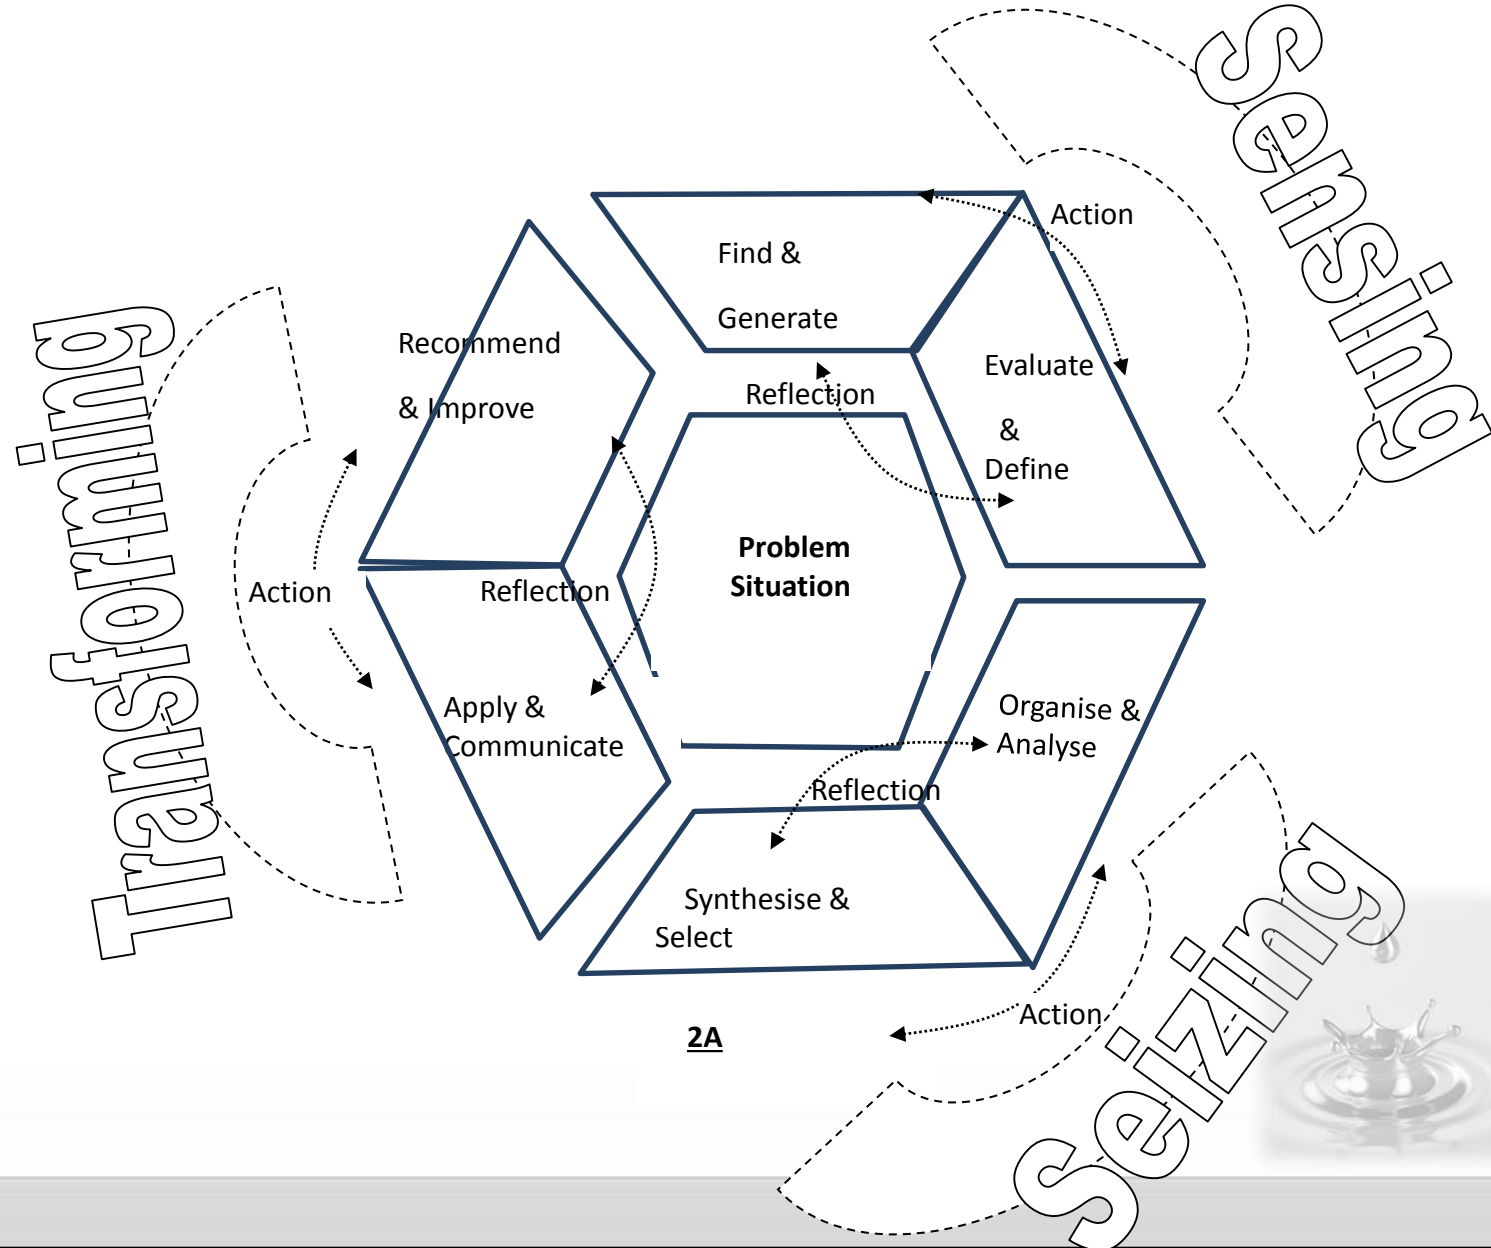 Sensing
Action
Find &
Generate
Recommend
& Improve
Evaluate
&
Define
Reflection
Transforming
Problem
Situation
Action
Reflection
Apply &
Communicate
Organise &
Analyse
Reflection
Synthesise &
Select
Action
2A
Seizing